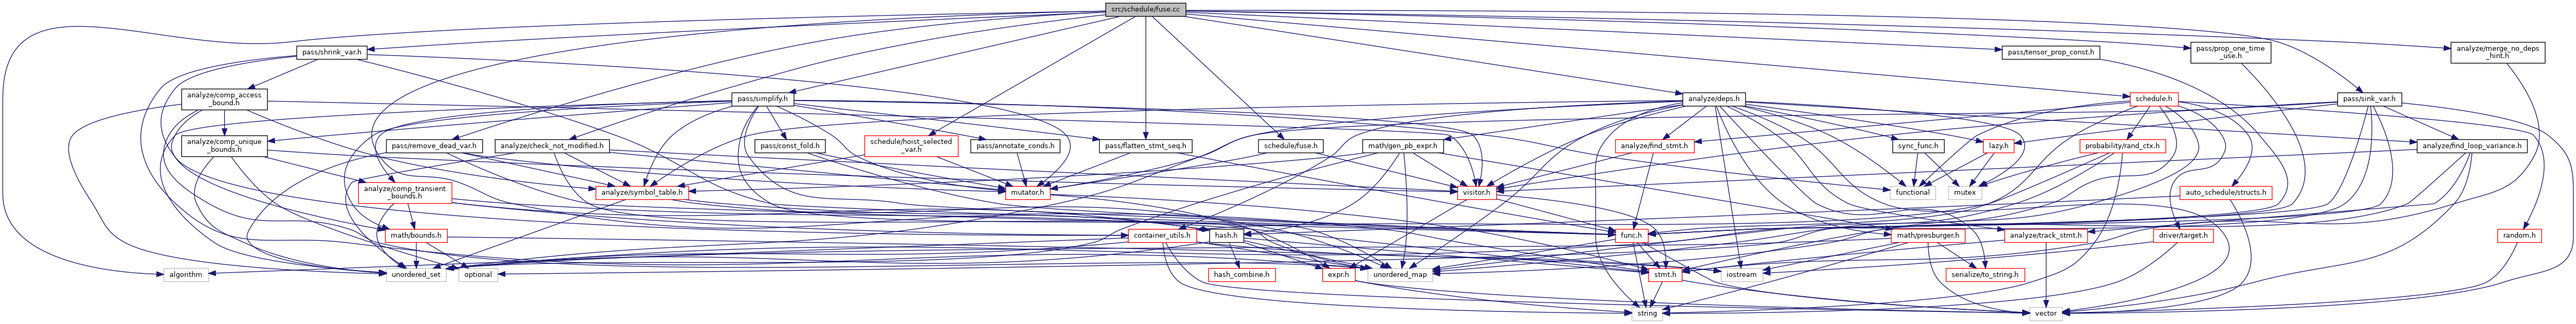 src/schedule/fuse.cc
pass/shrink_var.h
pass/tensor_prop_const.h
pass/prop_one_time
_use.h
analyze/merge_no_deps
_hint.h
analyze/comp_access
_bound.h
pass/simplify.h
analyze/deps.h
schedule.h
pass/sink_var.h
analyze/comp_unique
_bounds.h
pass/remove_dead_var.h
analyze/check_not_modified.h
pass/const_fold.h
schedule/hoist_selected
_var.h
pass/annotate_conds.h
pass/flatten_stmt_seq.h
schedule/fuse.h
math/gen_pb_expr.h
analyze/find_stmt.h
sync_func.h
lazy.h
probability/rand_ctx.h
analyze/find_loop_variance.h
analyze/comp_transient
_bounds.h
analyze/symbol_table.h
mutator.h
visitor.h
functional
mutex
auto_schedule/structs.h
math/bounds.h
container_utils.h
hash.h
func.h
math/presburger.h
analyze/track_stmt.h
driver/target.h
random.h
algorithm
unordered_set
optional
hash_combine.h
expr.h
unordered_map
stmt.h
iostream
serialize/to_string.h
string
vector